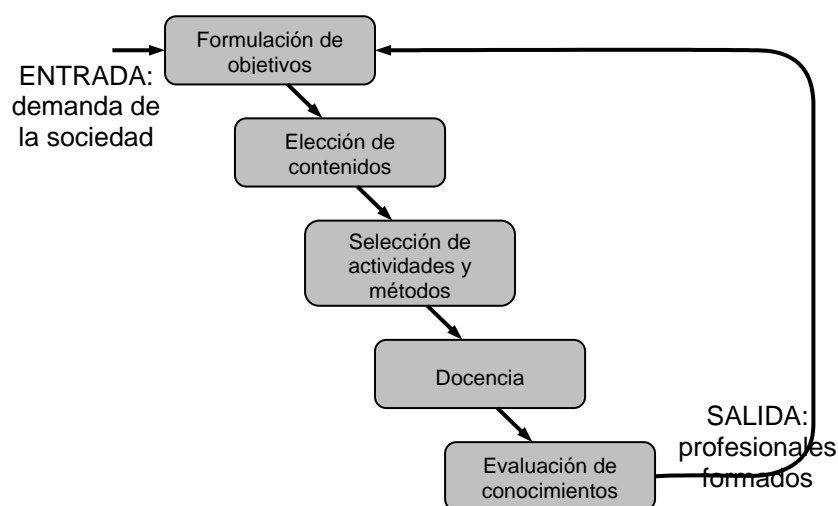 Formulación de
objetivos
ENTRADA:
demanda de
la sociedad
Elección de
contenidos
Selección de
actividades y
métodos
Docencia
SALIDA:
profesionales
formados
Evaluación de
conocimientos